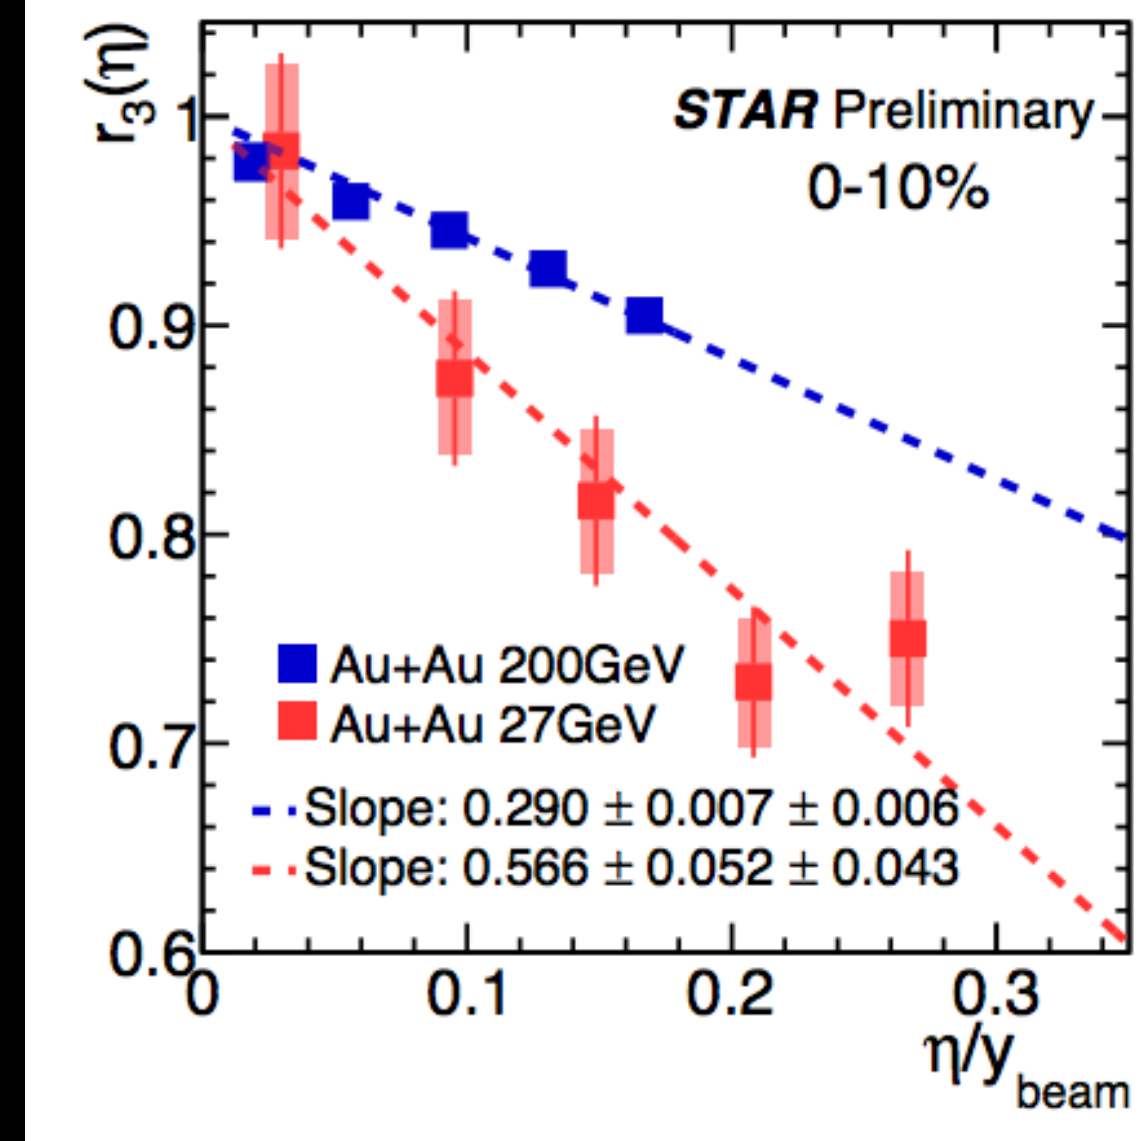 r3(η)
STAR Preliminary
0-10%
1
0.9
0.8
0.7
0.6
Au+Au 200GeV
Au+Au 27GeV
Slope: 0.290 ± 0.007 ± 0.006
Slope: 0.566 ± 0.052 ± 0.043
0 0.1 0.2 0.3
η/ybeam